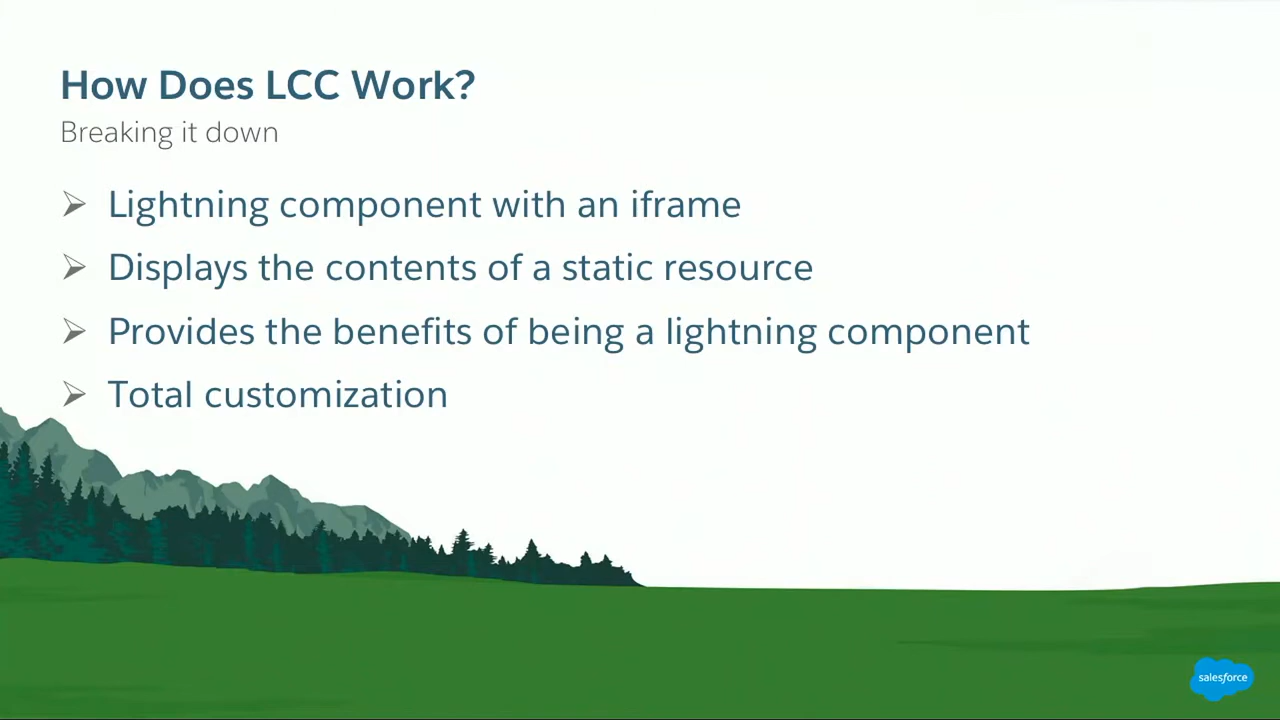 How Does LCC Work?
Breaking it down
Lightning component with an iframe
Displays the contents of a static resource
Provides the benefits of being a lightning component
Total customization
salesforce